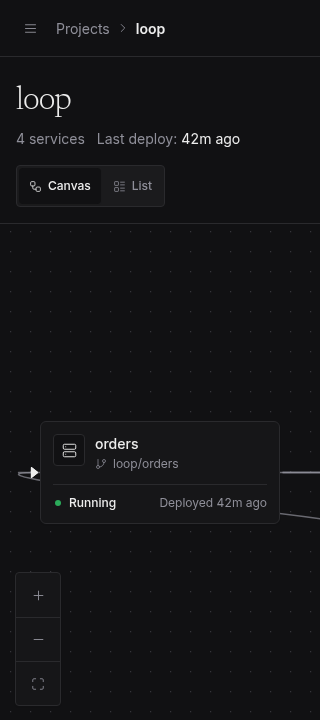 Projects loop
loop
4 services Last deploy: 42m ago
Canvas List
orders
loop/orders
Running Deployed 42m ago